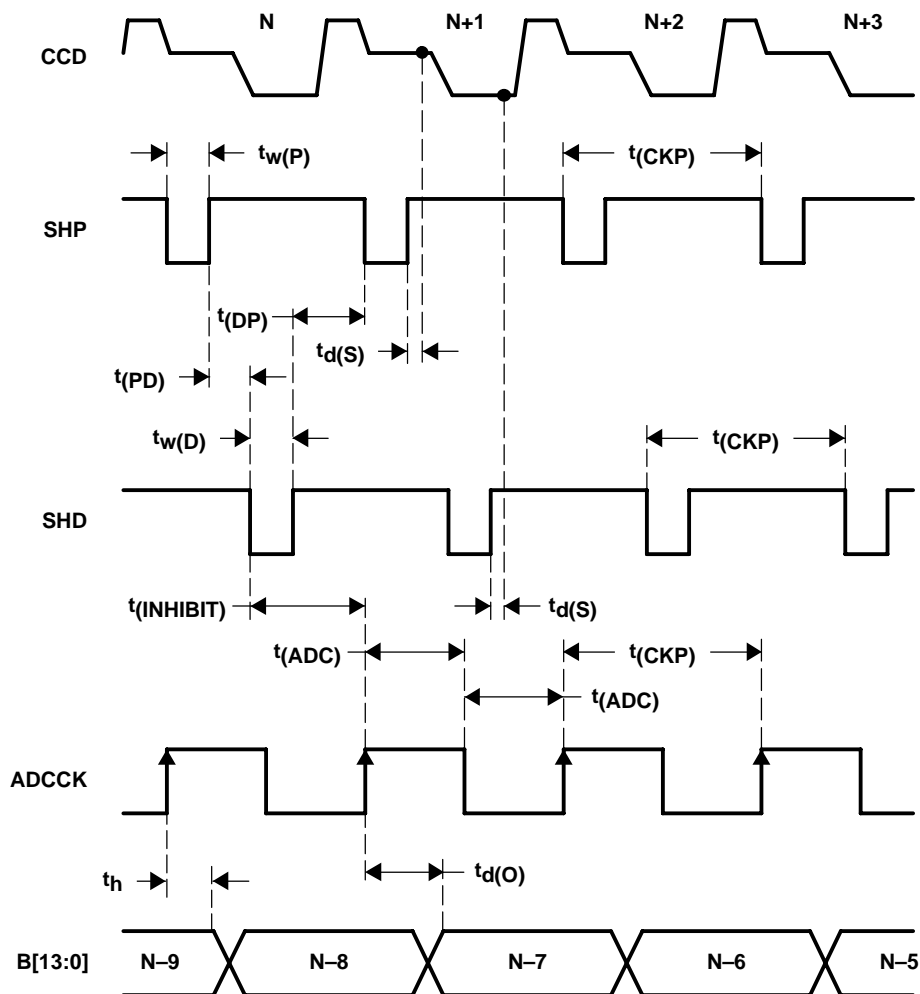 N N+1 N+2 N+3
CCD
tw(P) t(CKP)
SHP
t(DP)
td(S)
t(PD)
tw(D) t(CKP)
SHD
t(INHIBIT) td(S)
t(ADC) t(CKP)
t(ADC)
ADCCK
th td(O)
B[13:0] N–9 N–8 N–7 N–6 N–5